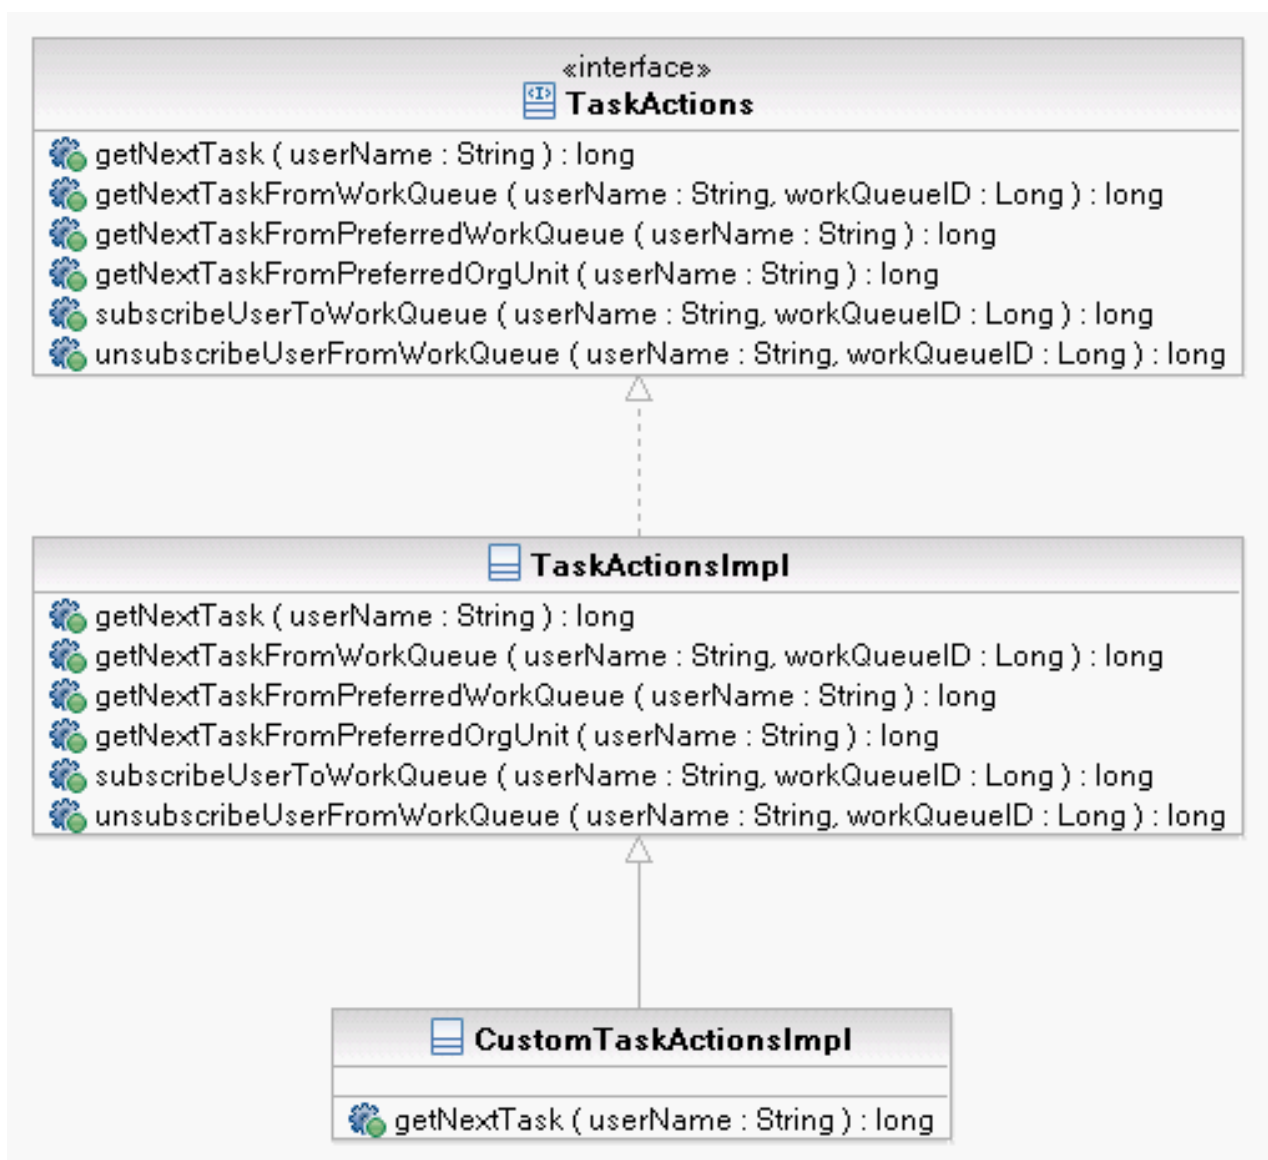 «interface»
TaskActions
getNextTask ( userName : String ) : long
getNextTaskFromWorkQueue ( userName : String, workQueueID : Long ) : long
getNextTaskFromPreferredWorkQueue ( userName : String ) : long
getNextTaskFromPreferredOrgUnit ( userName : String ) : long
subscribeUserToWorkQueue ( userName : String, workQueueID : Long ) : long
unsubscribeUserFromWorkQueue ( userName : String, workQueueID : Long ) : long
TaskActionsImpl
getNextTask ( userName : String ) : long
getNextTaskFromWorkQueue ( userName : String, workQueueID : Long ) : long
getNextTaskFromPreferredWorkQueue ( userName : String ) : long
getNextTaskFromPreferredOrgUnit ( userName : String ) : long
subscribeUserToWorkQueue ( userName : String, workQueueID : Long ) : long
unsubscribeUserFromWorkQueue ( userName : String, workQueueID : Long ) : long
CustomTaskActionsImpl
getNextTask ( userName : String ) : long